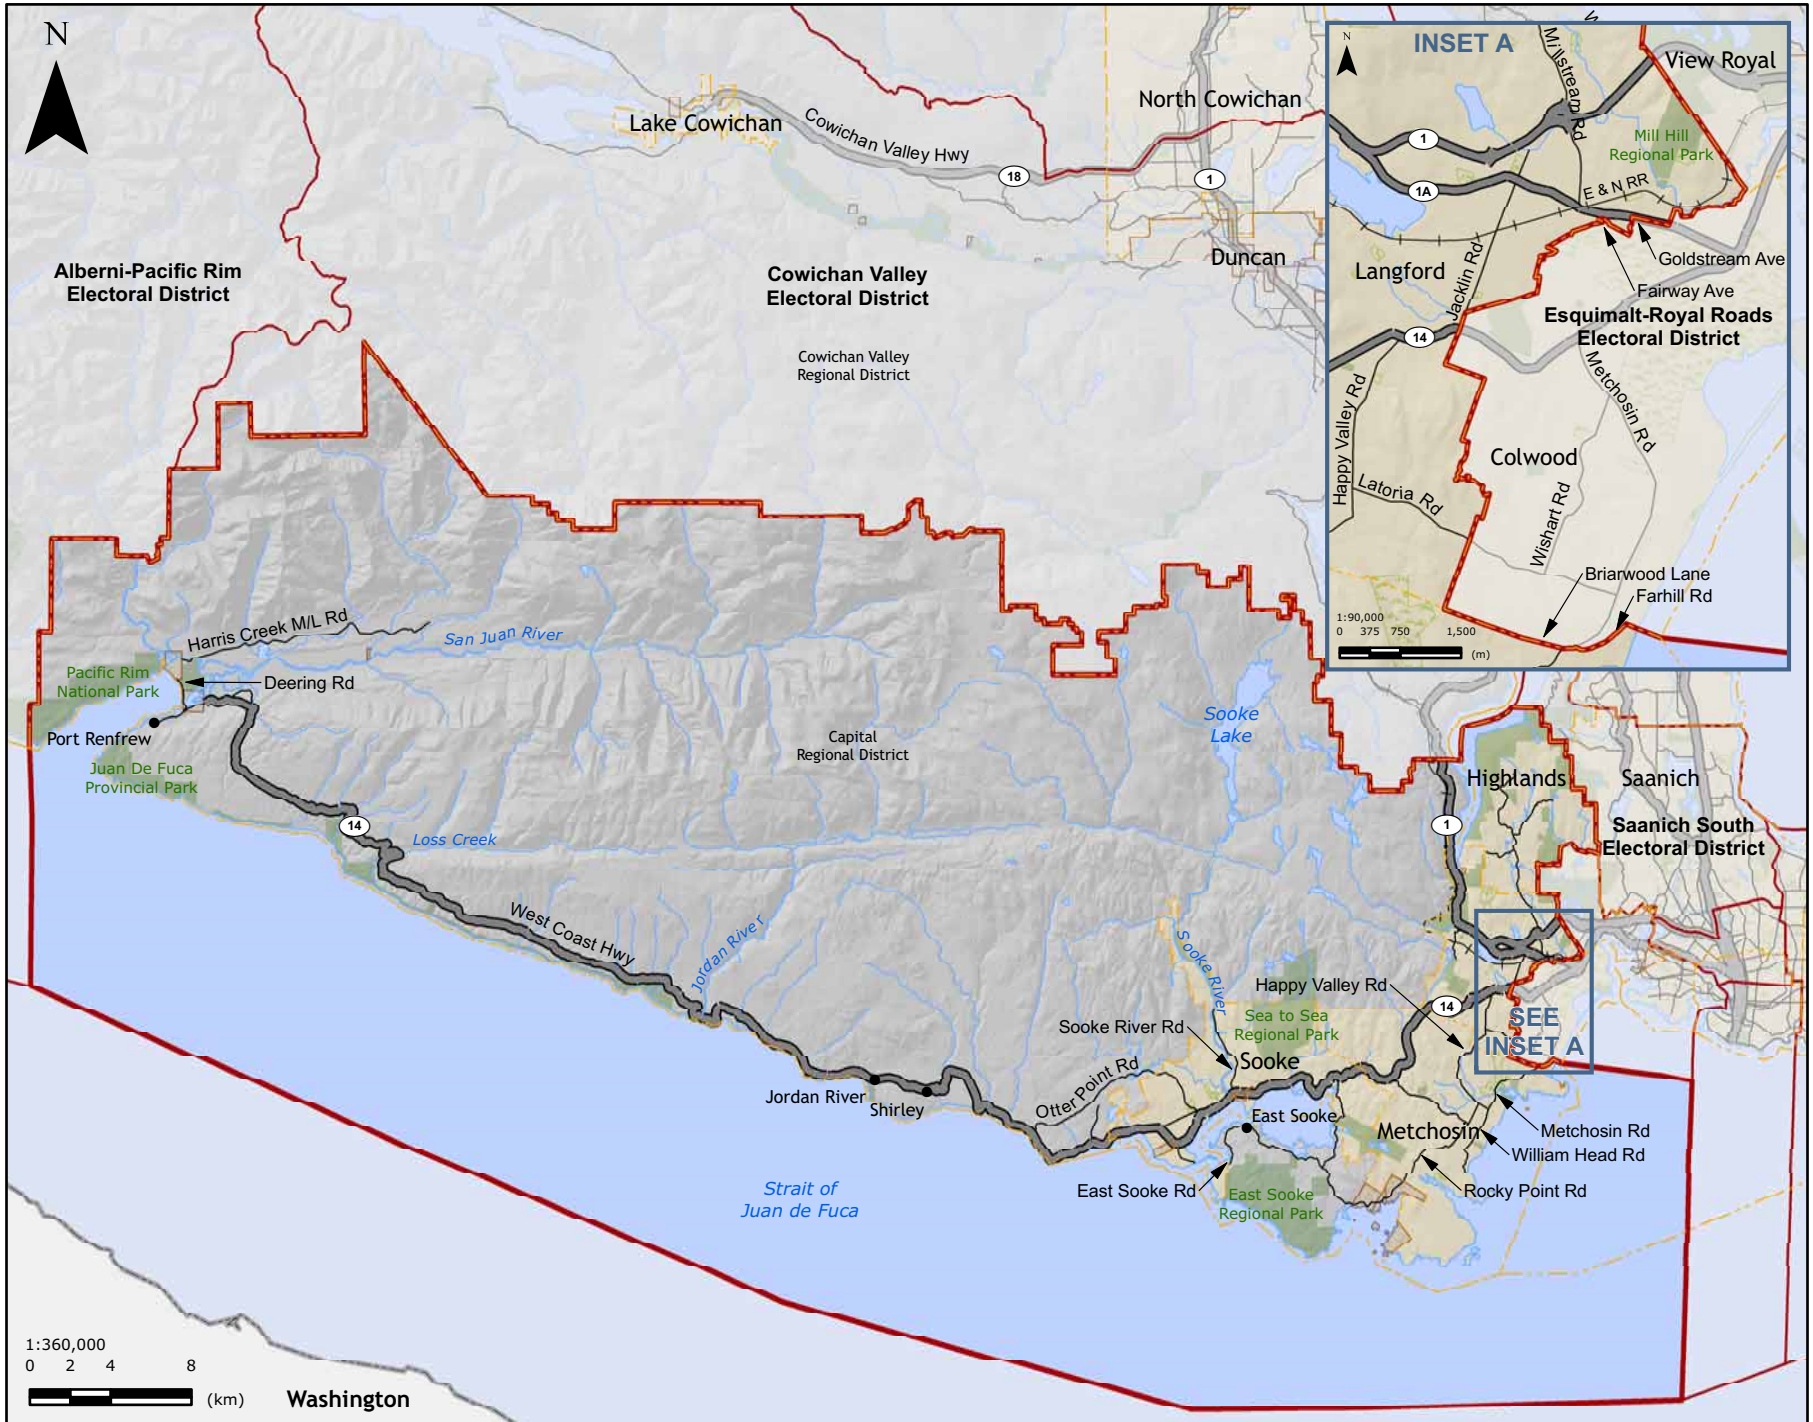 N
Lake Cowichan
Cowichan Valley Hwy
18
North Cowichan
1
Duncan
Alberni-Pacific Rim
Electoral District
Cowichan Valley
Electoral District
Cowichan Valley
Regional District
INSET A
N
Millstream Rd
View Royal
Mill Hill
Regional Park
1
1A
E & N RR
Goldstream Ave
Langford
Jacklin Rd
Fairway Ave
Esquimalt-Royal Roads
Electoral District
14
Metchosin Rd
Happy Valley Rd
Colwood
Latoria Rd
Wishart Rd
Briarwood Lane
Farhill Rd
1:90,000
0 375 750 1,500
(m)
Harris Creek M/L Rd
San Juan River
Pacific Rim
National Park
Deering Rd
Port Renfrew
Juan De Fuca
Provincial Park
Capital
Regional District
Sooke
Lake
Highlands
Saanich
14
Loss Creek
1
Saanich South
Electoral District
West Coast Hwy
Jordan River
Sooke River
Happy Valley Rd
14
Sea to Sea
Regional Park
Sooke River Rd
Sooke
SEE
INSET A
Otter Point Rd
Jordan River
Shirley
East Sooke
Metchosin
Metchosin Rd
William Head Rd
East Sooke Rd
East Sooke
Regional Park
Rocky Point Rd
Strait of
Juan de Fuca
1:360,000
0 2 4 8
(km)
Washington